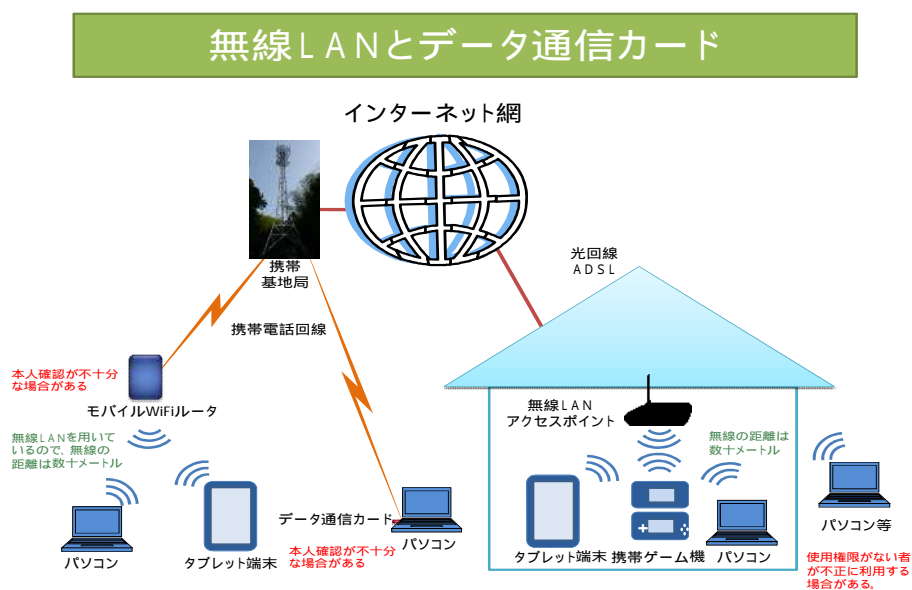 無線LANとデータ通信カード
インターネット網
携帯
基地局
光回線
ADSL
携帯電話回線
本人確認が不十分
な場合がある
モバイルWiFiルータ
無線LANを用いて
いるので、無線の
距離は数十メートル
パソコン
タブレット端末
データ通信カード
本人確認が不十分
な場合がある
パソコン
無線LAN
アクセスポイント
無線の距離は
数十メートル
タブレット端末
携帯ゲーム機
パソコン
パソコン等
使用権限がない者
が不正に利用する
場合がある。